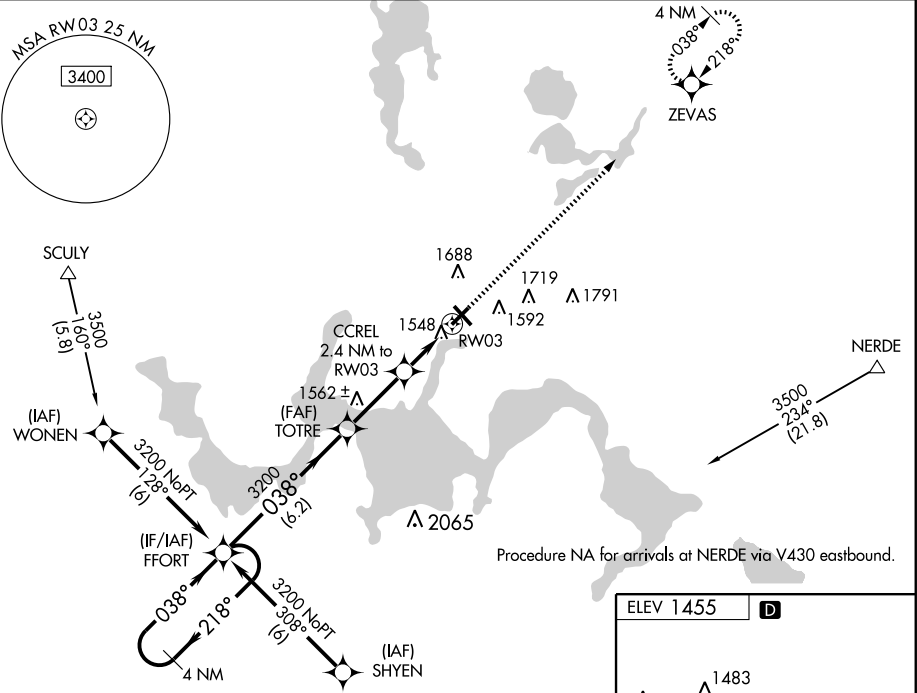 MSA RW03 25 NM
3400
4 NM
038°
218°
ZEVAS
SCULY
3500
160°
(5.8)
1688
1719
1791
1592
1548
RW03
CCREL
2.4 NM to
RW03
1562 ±
(FAF)
TOTRE
NERDE
3500
234°
(21.8)
(IAF)
WONEN
3200 NoPT
128°
(6)
3200
038°
(6.2)
2065
(IF/IAF)
FFORT
Procedure NA for arrivals at NERDE via V430 eastbound.
038°
218°
4 NM
3200 NoPT
308°
(6)
(IAF)
SHYEN
ELEV 1455
D
1483